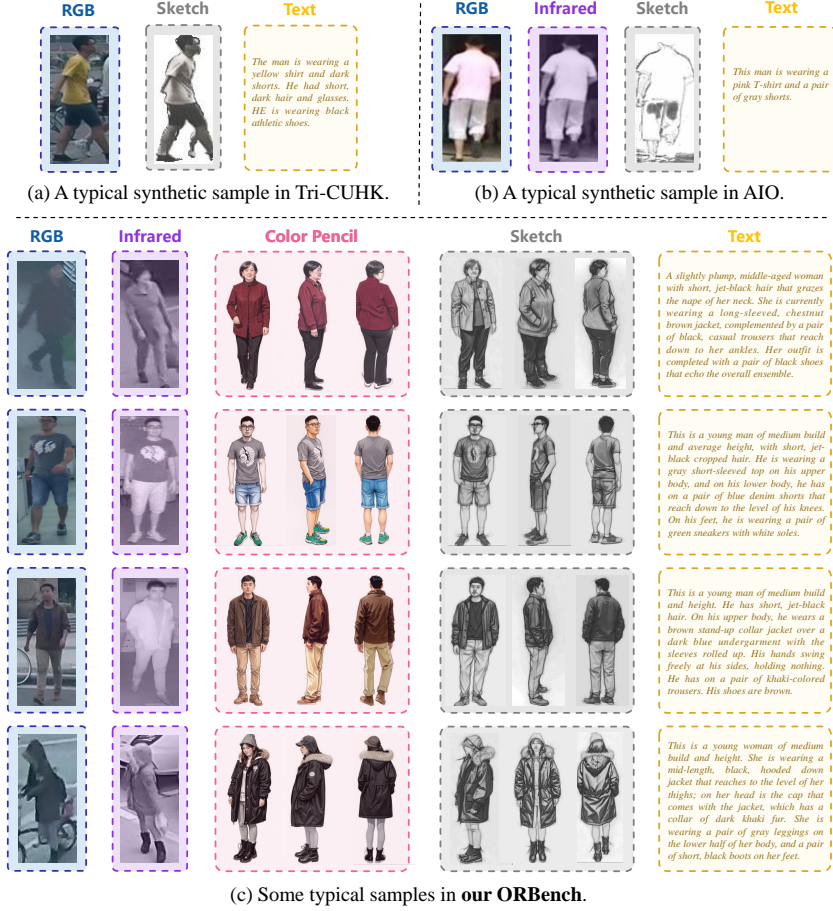 RGB
Sketch
Text
The man is wearing a
yellow shirt and dark
shorts. He had short,
dark hair and glasses.
HE is wearing black
athletic shoes.
(a) A typical synthetic sample in Tri-CUHK.
RGB
Infrared
Sketch
Text
This man is wearing a
pink T-shirt and a pair
of gray shorts.
(b) A typical synthetic sample in AIO.
RGB
Infrared
Color Pencil
Sketch
Text
A slightly plump, middle-aged woman
with short, jet-black hair that grazes
the nape of her neck. She is currently
wearing a long-sleeved, chestnut
brown jacket, complemented by a pair
of black, casual trousers that reach
down to her ankles. Her outfit is
completed with a pair of black shoes
that echo the overall ensemble.
This is a young man of medium build
and average height, with short, jet-
black cropped hair. He is wearing a
gray short-sleeved top on his upper
body, and on his lower body, he has
on a pair of blue denim shorts that
reach down to the level of his knees.
On his feet, he is wearing a pair of
green sneakers with white soles.
This is a young man of medium build
and height. He has short, jet-black
hair. On his upper body, he wears a
brown stand-up collar jacket over a
dark blue undergarment with the
sleeves rolled up. His hands swing
freely at his sides, holding nothing.
He has on a pair of khaki-colored
trousers. His shoes are brown.
This is a young woman of medium
build and height. She is wearing a
mid-length, black, hooded down
jacket that reaches to the level of her
thighs; on her head is the cap that
comes with the jacket, which has a
collar of dark khaki fur. She is
wearing a pair of gray leggings on
the lower half of her body, and a pair
of short, black boots on her feet.
(c) Some typical samples in our ORBench.